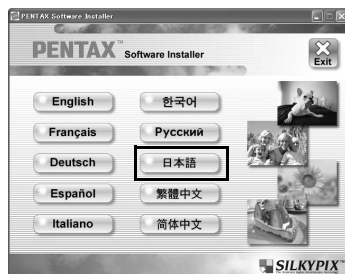 PENTAX Software Installer
PENTAX™ Software Installer
Exit
English
한국어
Français
Русский
Deutsch
日本語
Español
繁體中文
Italiano
简体中文
SILKYPIX